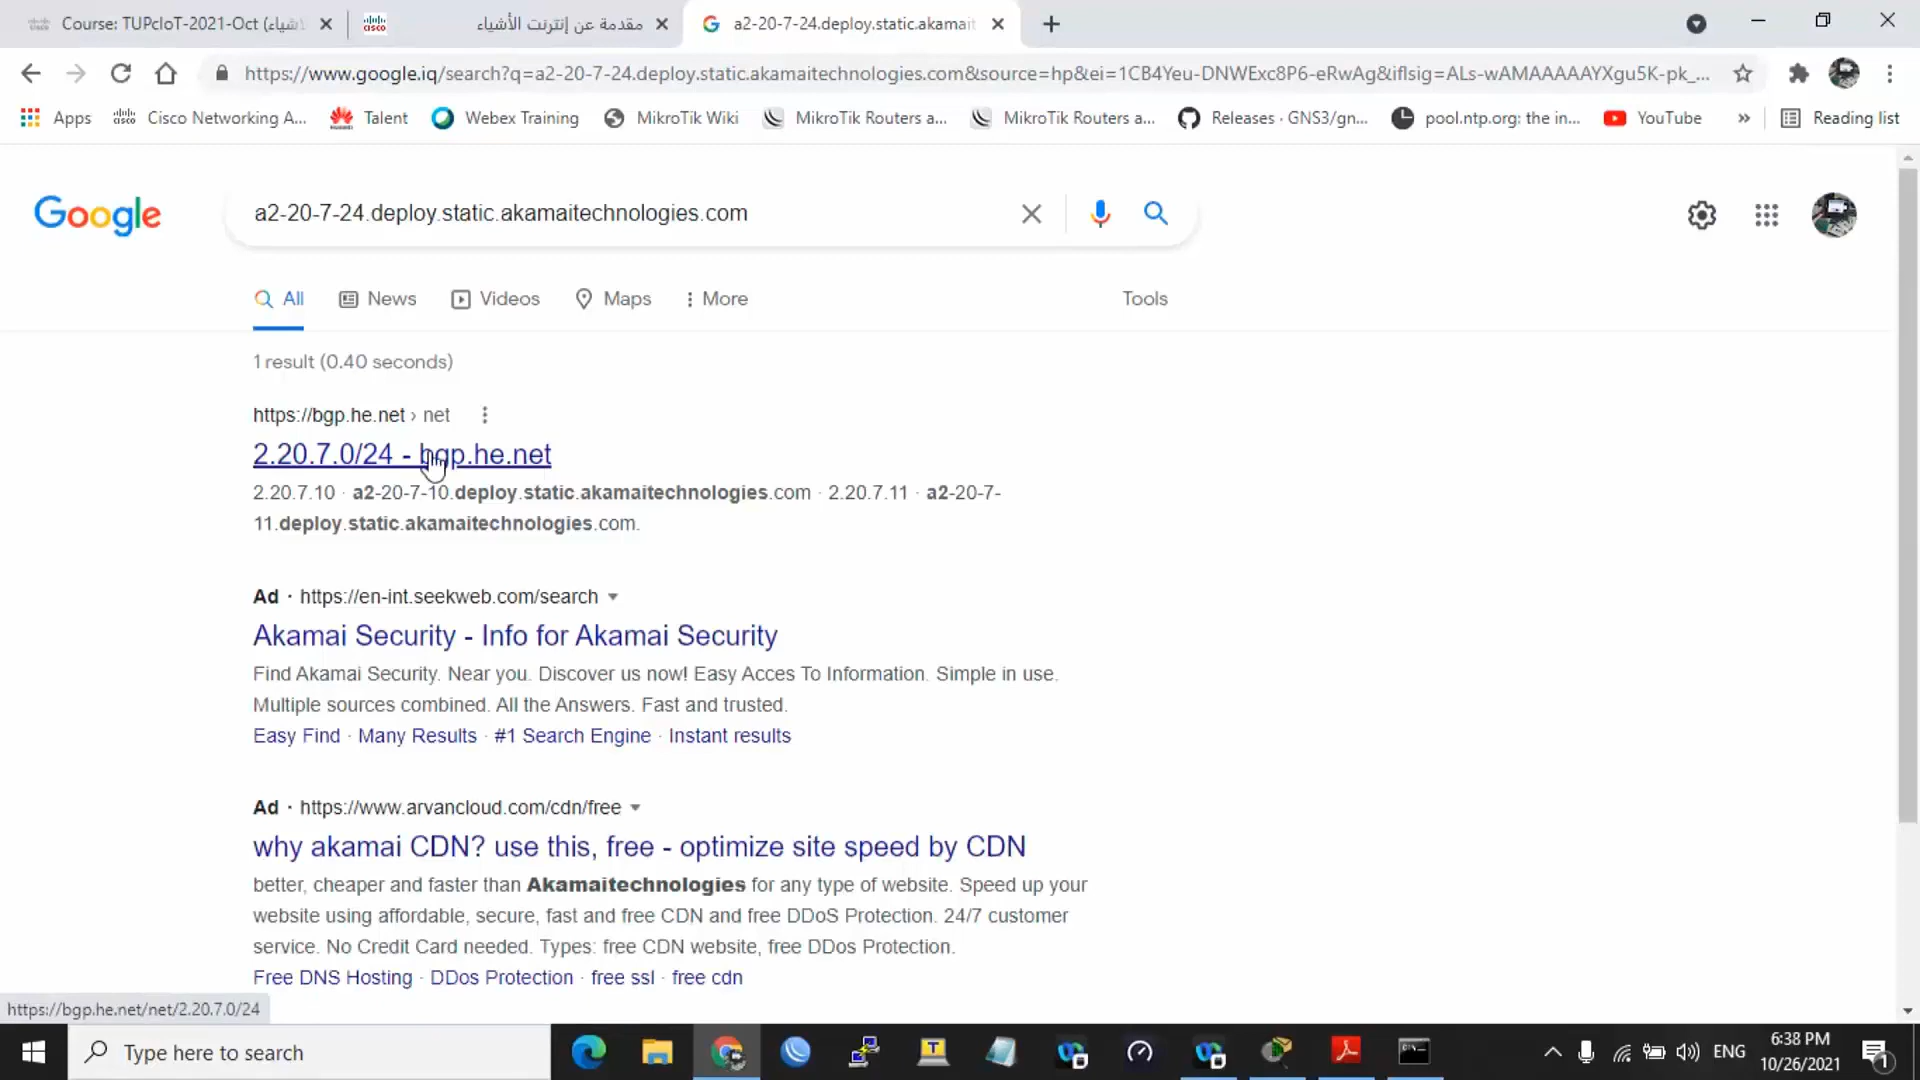 Course: TUPcIoT-2021-Oct (
مقدمة عن إنترنت الأشياء
a2-20-7-24.deploy.static.akamait
https://www.google.iq/search?q=a2-20-7-24.deploy.static.akamaitechnologies.com&source=hp&ei=1CB4Yeu-DNWExc8P6-eRwAg&iflsig=ALs-wAMAAAAAYXgu5K-pk_...
Apps
Cisco Networking A...
Talent
Webex Training
MikroTik Wiki
MikroTik Routers a...
MikroTik Routers a...
Releases · GNS3/gn...
pool.ntp.org: the in...
YouTube
»
Reading list
Google
a2-20-7-24.deploy.static.akamaitechnologies.com
All
News
Videos
Maps
More
Tools
1 result (0.40 seconds)
https://bgp.he.net › net
2.20.7.0/24 - bgp.he.net
2.20.7.10 · a2-20-7-10.deploy.static.akamaitechnologies.com · 2.20.7.11 · a2-20-7-
11.deploy.static.akamaitechnologies.com.
Ad · https://en-int.seekweb.com/search
Akamai Security - Info for Akamai Security
Find Akamai Security. Near you. Discover us now! Easy Acces To Information. Simple in use.
Multiple sources combined. All the Answers. Fast and trusted.
Easy Find · Many Results · #1 Search Engine · Instant results
Ad · https://www.arvancloud.com/cdn/free
why akamai CDN? use this, free - optimize site speed by CDN
better, cheaper and faster than Akamaitechnologies for any type of website. Speed up your
website using affordable, secure, fast and free CDN and free DDoS Protection. 24/7 customer
service. No Credit Card needed. Types: free CDN website, free DDos Protection.
Free DNS Hosting · DDos Protection · free ssl · free cdn
https://bgp.he.net/net/2.20.7.0/24
Type here to search
ENG
6:38 PM
10/26/2021
1